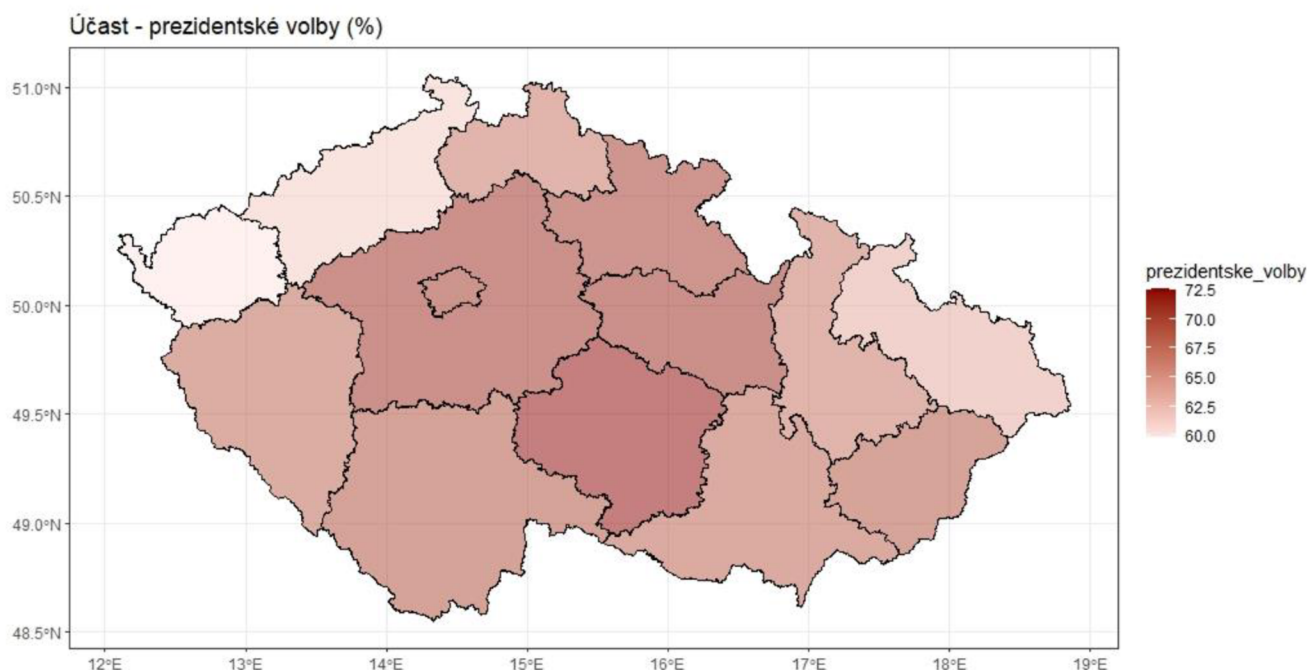 Účast - prezidentské volby (%)
51.0°N
50.5°N
50.0°N
49.5°N
49.0°N
48.5°N
12°E 13°E 14°E 15°E 16°E 17°E 18°E 19°E
prezidentske_volby
72.5
70.0
67.5
65.0
62.5
60.0